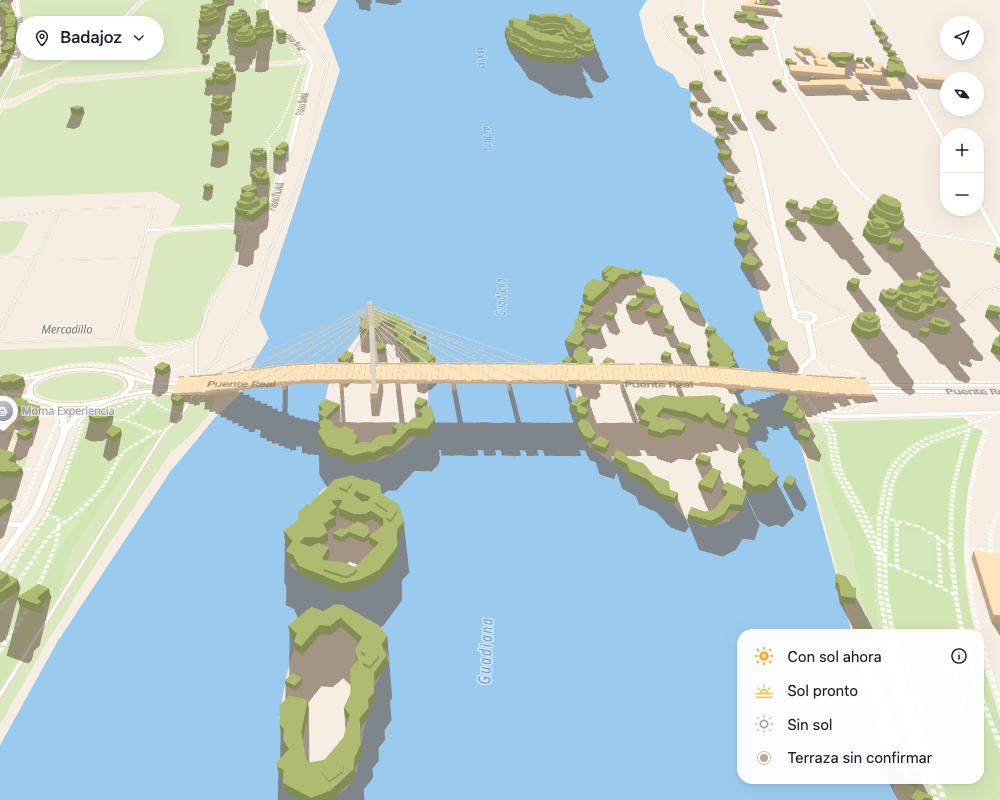 Badajoz
Guadiana
Mercadillo
Puente Real
Puente Real
Puente Real
Moma Experiencia
Guadiana
Con sol ahora
Sol pronto
Sin sol
Terraza sin confirmar